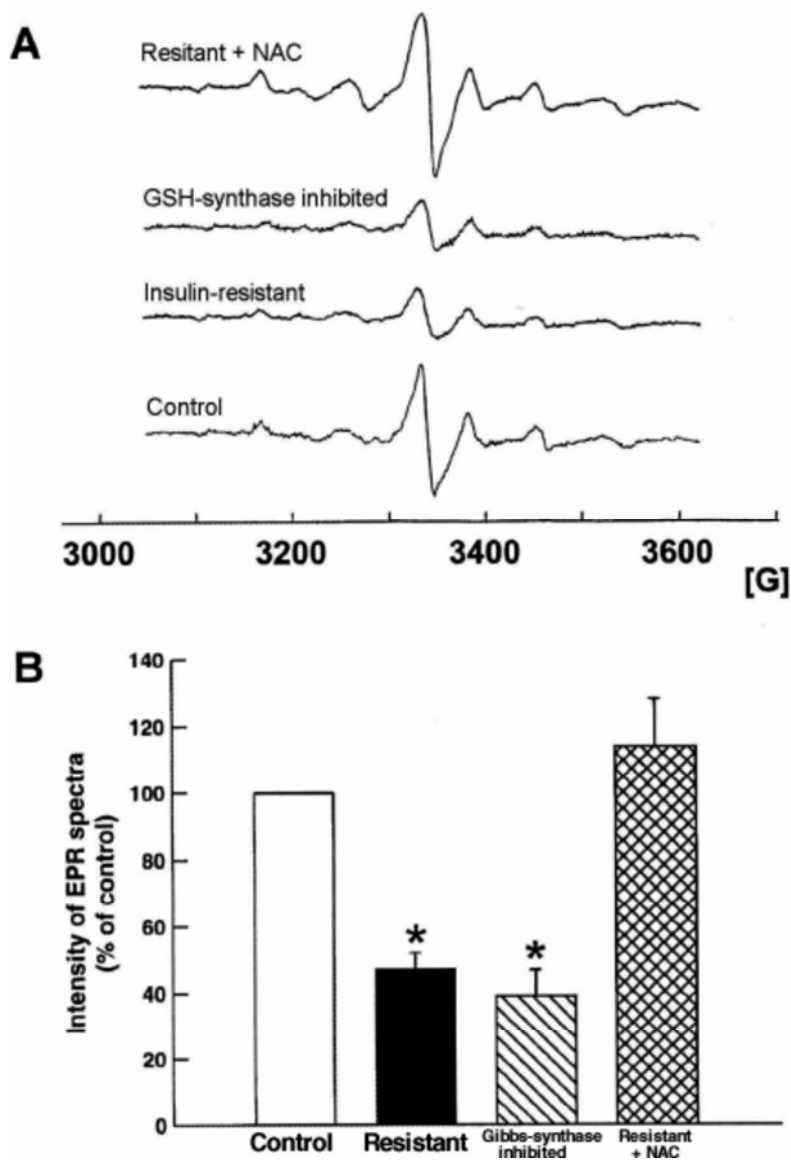 A
Resitant + NAC
GSH-synthase inhibited
Insulin-resistant
Control
3000 3200 3400 3600
[G]
B
Intensity of EPR spectra
(% of control)
140
120
100
80
60
40
20
0
*
*
Control Resistant Gibbs-synthase inhibited Resistant + NAC